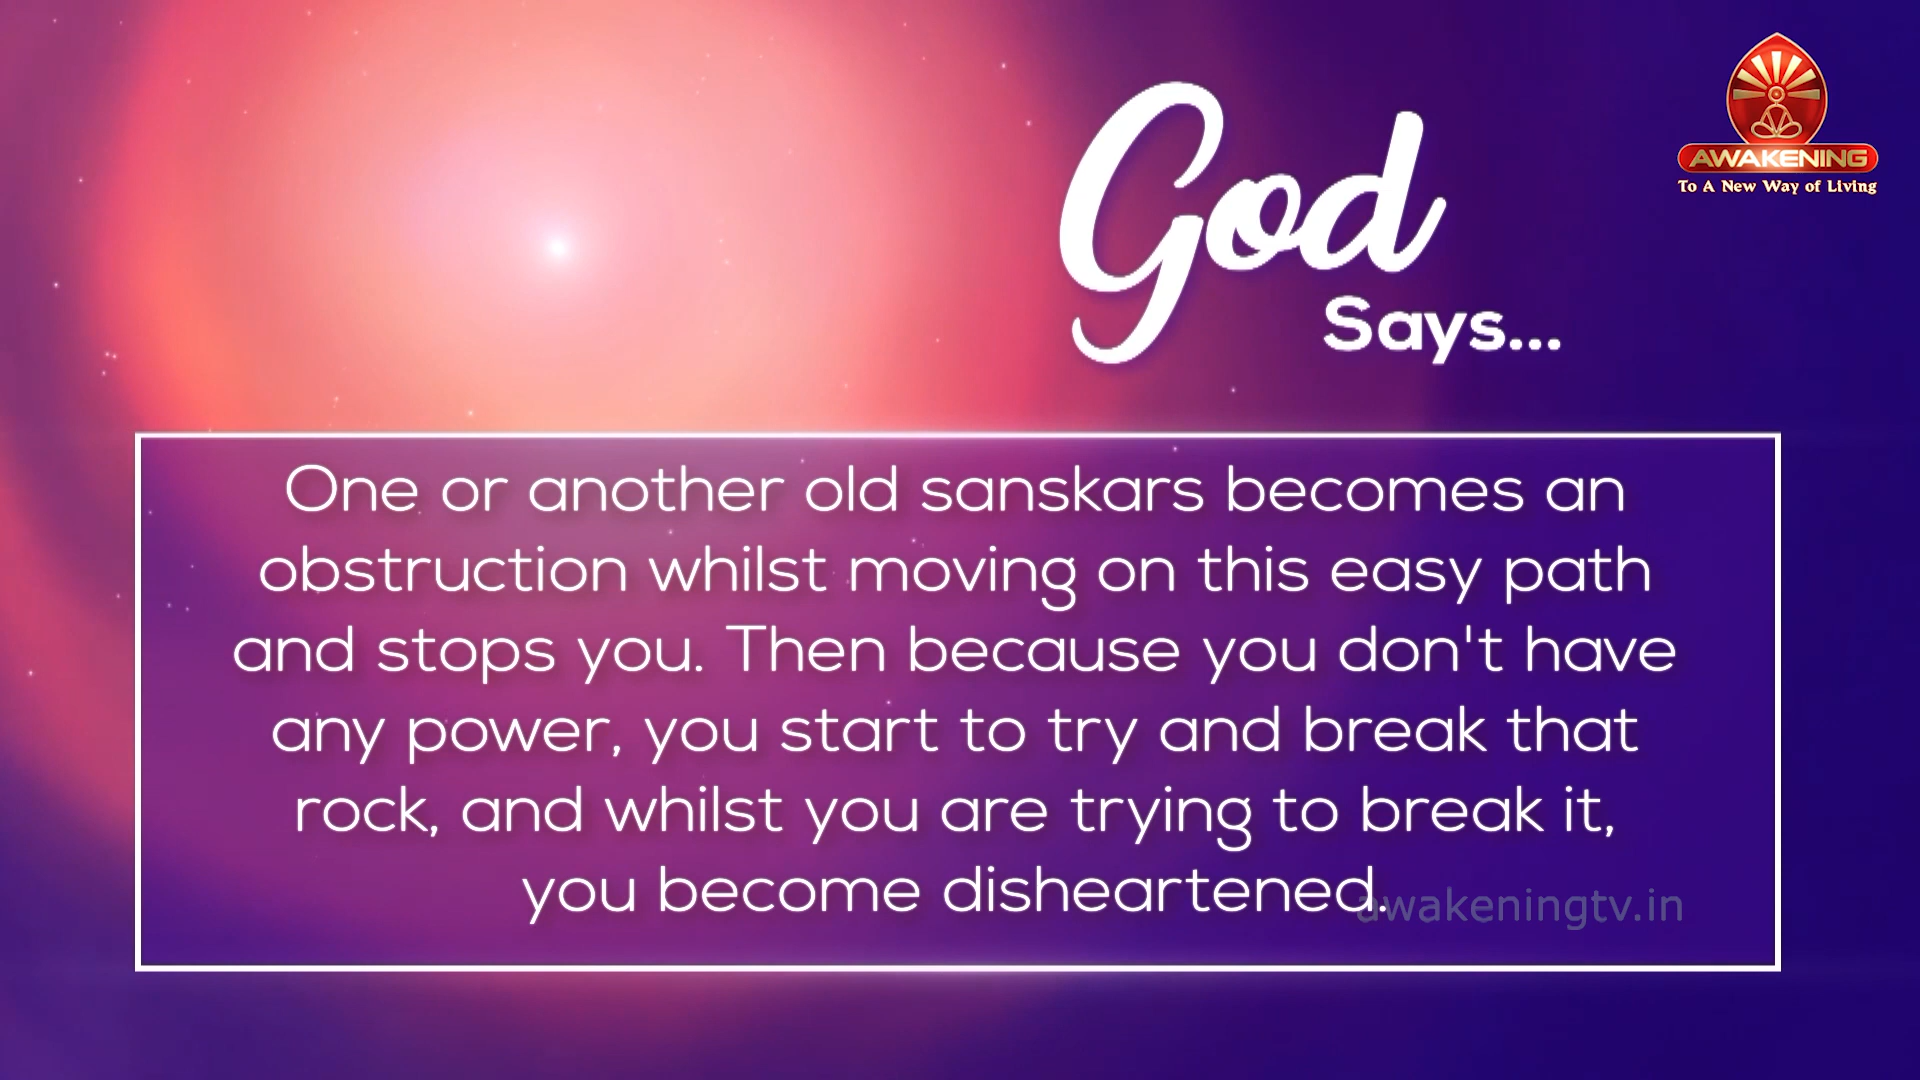 God
Says...
AWAKENING
To A New Way of Living
One or another old sanskars becomes an
obstruction whilst moving on this easy path
and stops you. Then because you don't have
any power, you start to try and break that
rock, and whilst you are trying to break it,
you become disheartened.
awakeningtv.in